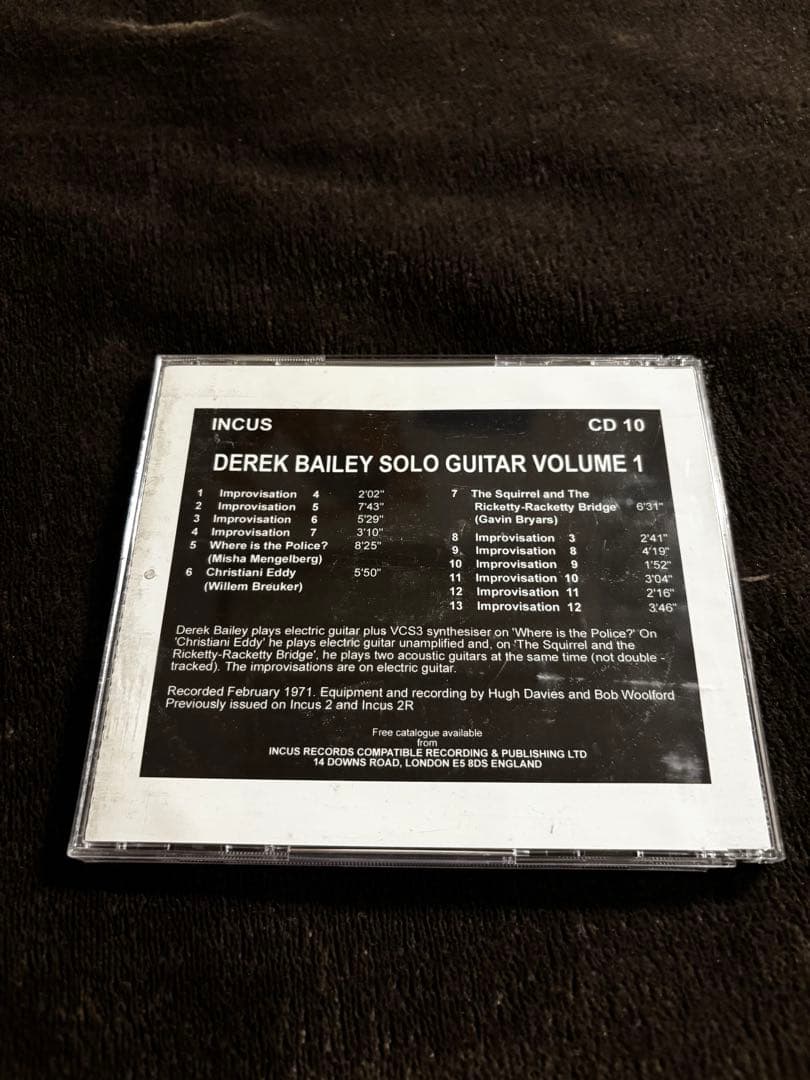 INCUS CD 10
DEREK BAILEY SOLO GUITAR VOLUME 1
1 Improvisation 4 2'02"
2 Improvisation 5 7'43"
3 Improvisation 6 5'29"
4 Improvisation 7 3'10"
5 Where is the Police? 8'25"
(Misha Mengelberg)
6 Christiani Eddy 5'50"
(Willem Breuker)
7 The Squirrel and The
Ricketty-Racketty Bridge 6'31"
(Gavin Bryars)
8 Improvisation 3 2'41"
9 Improvisation 8 4'19"
10 Improvisation 9 1'52"
11 Improvisation 10 3'04"
12 Improvisation 11 2'16"
13 Improvisation 12 3'46"
Derek Bailey plays electric guitar plus VCS3 synthesiser on 'Where is the Police?' On
'Christiani Eddy' he plays electric guitar unamplified and, on 'The Squirrel and the
Ricketty-Racketty Bridge', he plays two acoustic guitars at the same time (not double -
tracked). The improvisations are on electric guitar.
Recorded February 1971. Equipment and recording by Hugh Davies and Bob Woolford
Previously issued on Incus 2 and Incus 2R
Free catalogue available
from
INCUS RECORDS COMPATIBLE RECORDING & PUBLISHING LTD
14 DOWNS ROAD, LONDON E5 8DS ENGLAND